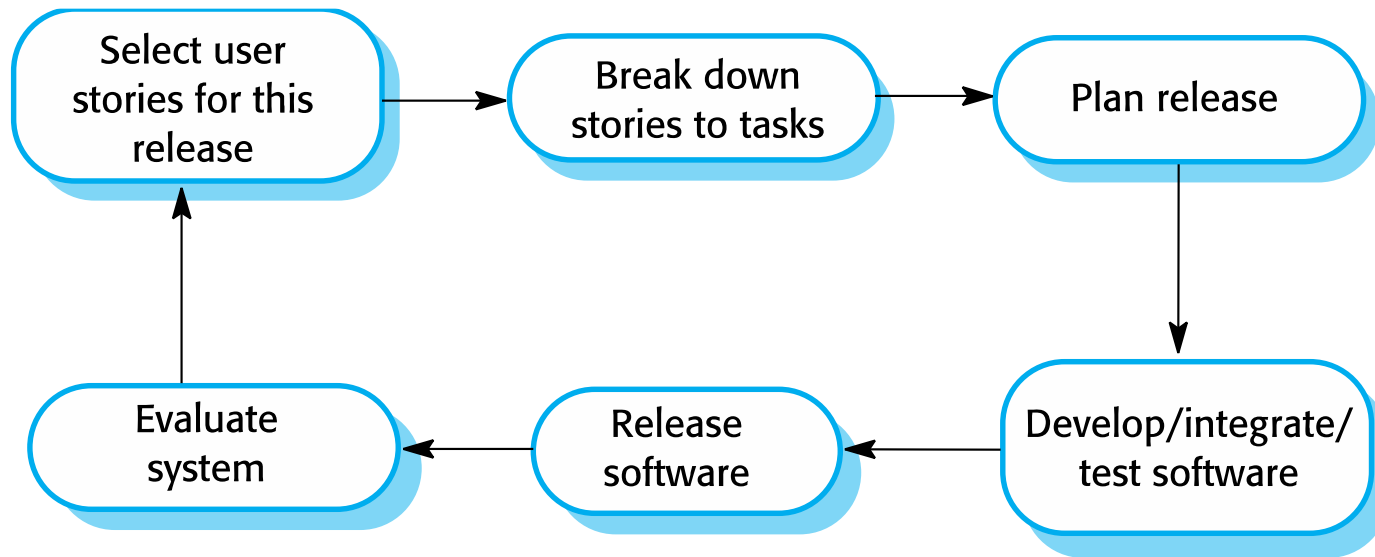 Select user
stories for this
release
Break down
stories to tasks
Plan release
Evaluate
system
Release
software
Develop/integrate/
test software